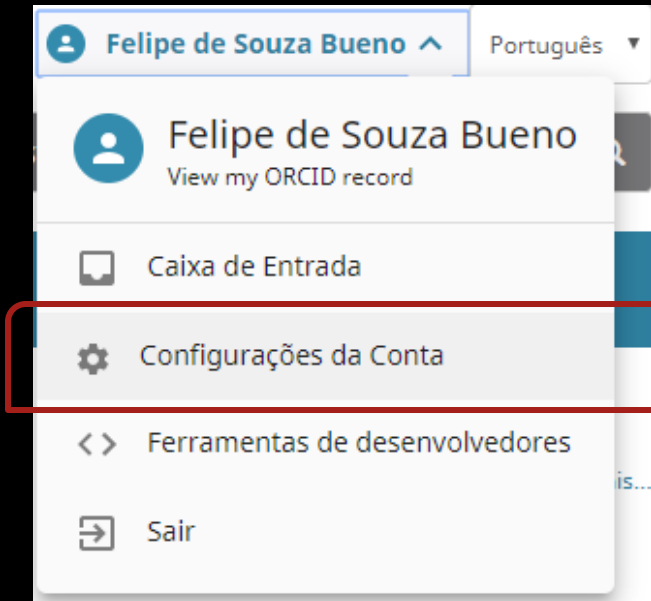 Felipe de Souza Bueno
Português
Felipe de Souza Bueno
View my ORCID record
Caixa de Entrada
Configurações da Conta
Ferramentas de desenvolvedores
is...
Sair